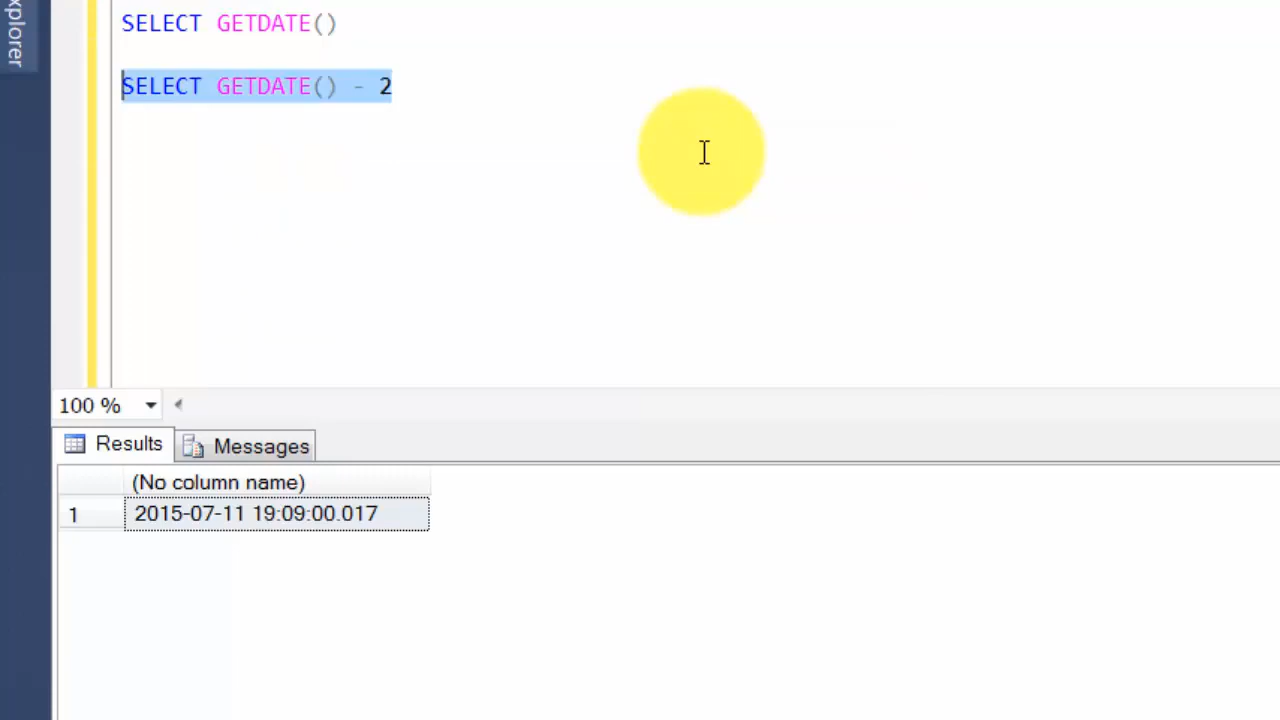 xplorer
SELECT GETDATE()
SELECT GETDATE() - 2
100 %
Results
Messages
(No column name)
1
2015-07-11 19:09:00.017